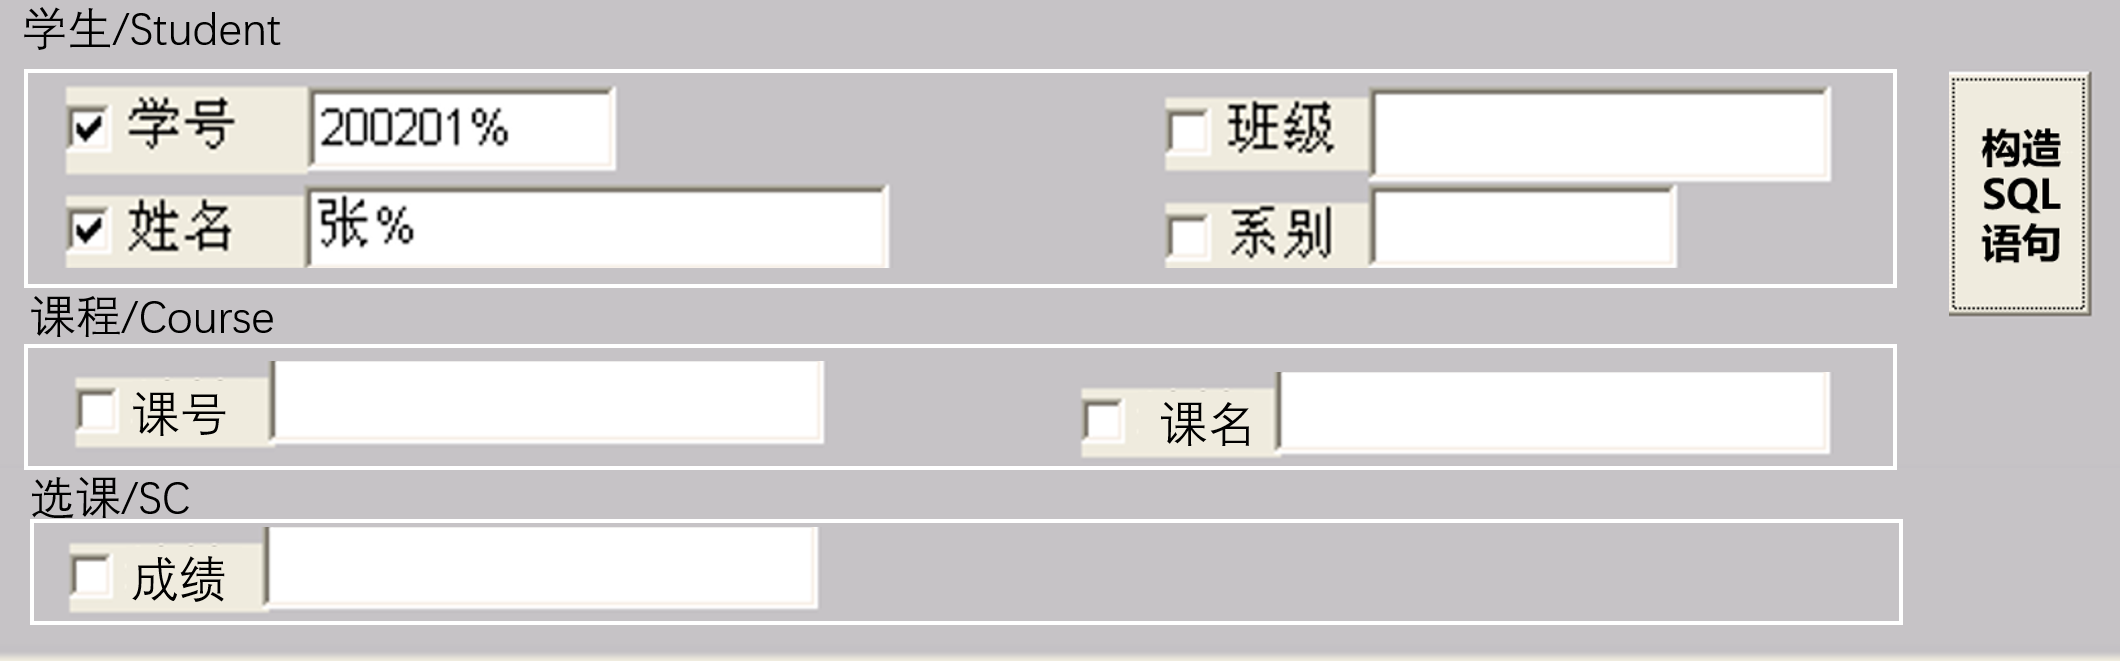 学生/Student
学号 200201%
班级
姓名 张%
系别
构造
SQL
语句
课程/Course
课号
课名
选课/SC
成绩